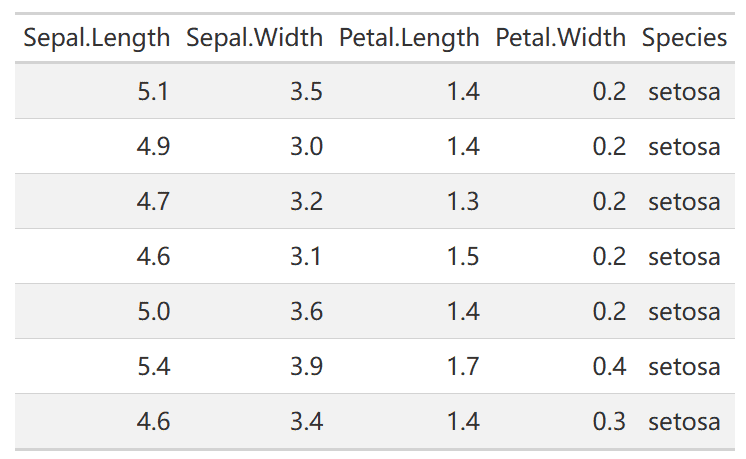 Sepal.Length Sepal.Width Petal.Length Petal.Width Species
5.1 3.5 1.4 0.2 setosa
4.9 3.0 1.4 0.2 setosa
4.7 3.2 1.3 0.2 setosa
4.6 3.1 1.5 0.2 setosa
5.0 3.6 1.4 0.2 setosa
5.4 3.9 1.7 0.4 setosa
4.6 3.4 1.4 0.3 setosa